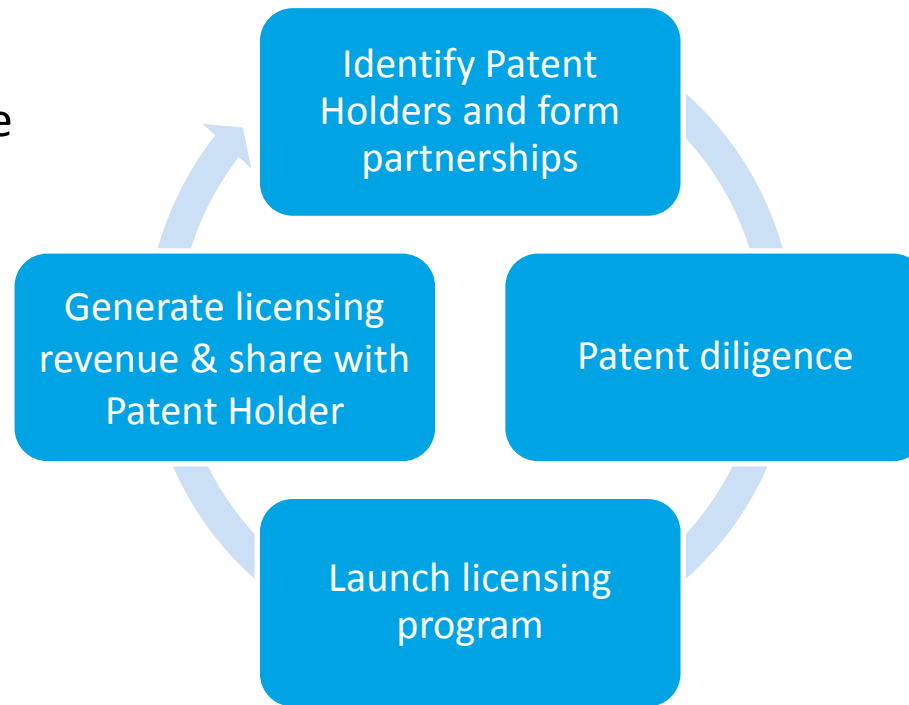 e
Identify Patent
Holders and form
partnerships
Generate licensing
revenue & share with
Patent Holder
Patent diligence
Launch licensing
program